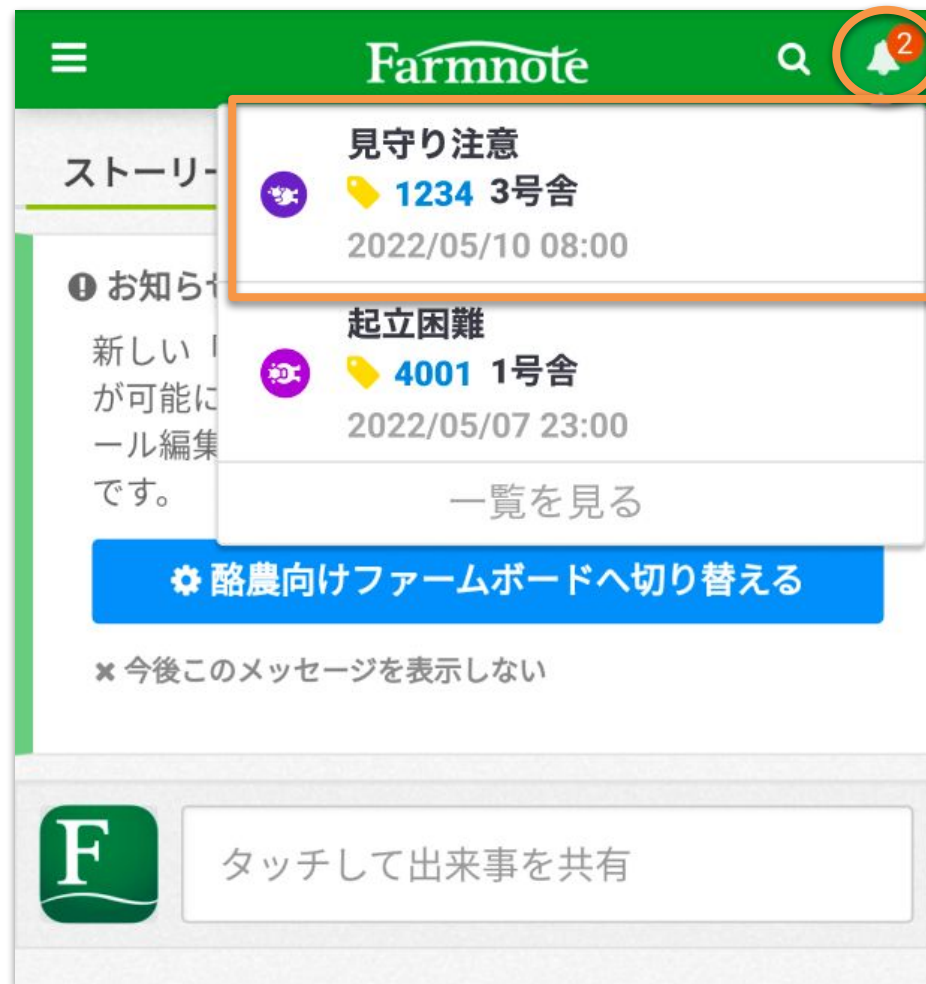 Farmnote
2
見守り注意
1234 3号舎
2022/05/10 08:00
起立困難
4001 1号舎
2022/05/07 23:00
一覧を見る
ストーリー
お知らせ
新しい「
が可能に
ール編集
です。
酪農向けファームボードへ切り替える
今後このメッセージを表示しない
F
タッチして出来事を共有